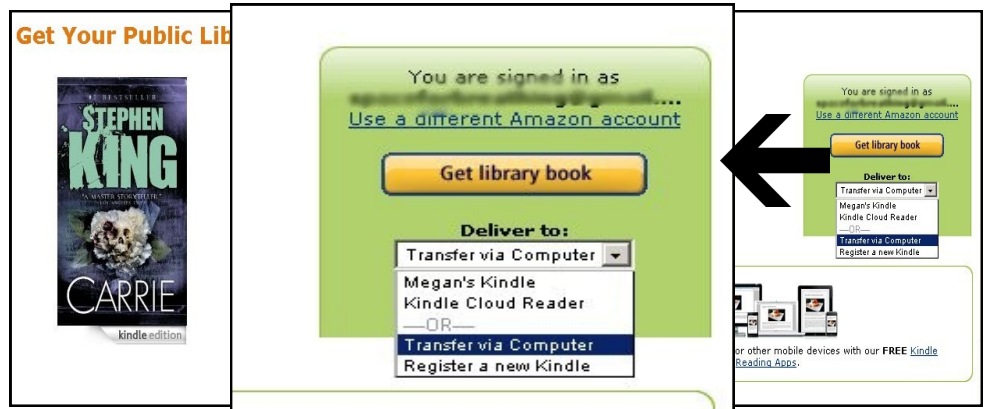 Get Your Public Lib
#1 BESTSELLER
STEPHEN
KING
"A MASTER STORYTELLER."
CARRIE
kindle edition
You are signed in as
Use a different Amazon account
Get library book
Deliver to:
Transfer via Computer
Megan's Kindle
Kindle Cloud Reader
—OR—
Transfer via Computer
Register a new Kindle
You are signed in as
Use a different Amazon account
Get library book
Deliver to:
Transfer via Computer
Megan's Kindle
Kindle Cloud Reader
—OR—
Transfer via Computer
Register a new Kindle
or other mobile devices with our FREE Kindle
Reading Apps.